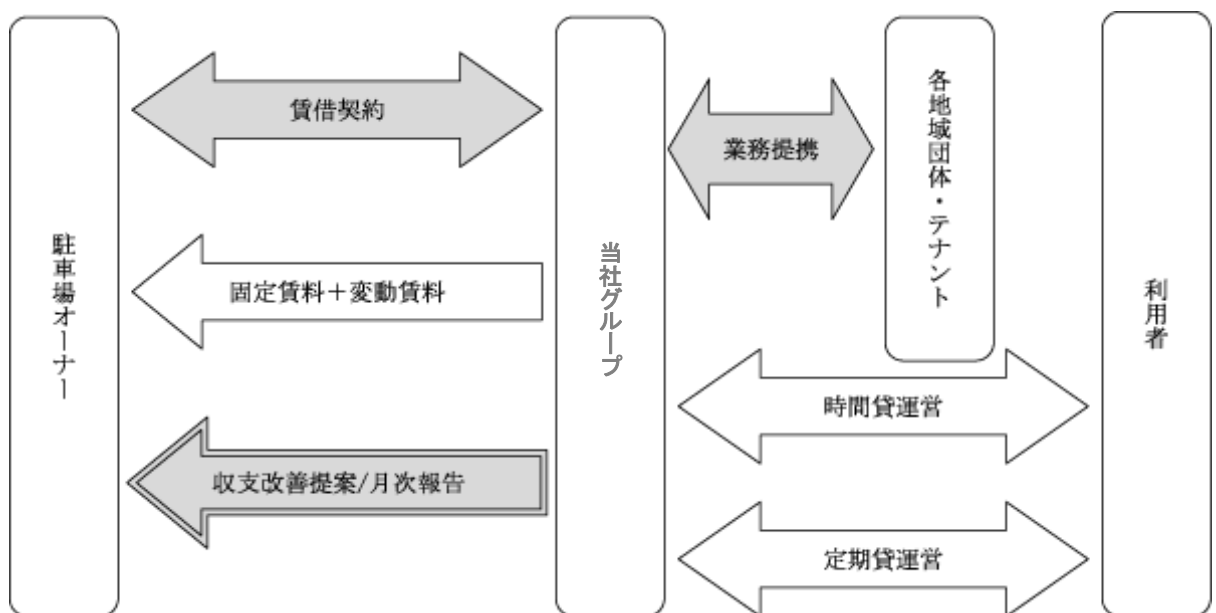 駐車場オーナー
賃借契約
固定賃料＋変動賃料
収支改善提案/月次報告
当社グループ
業務提携
各地域団体・テナント
時間貸運営
定期貸運営
利用者